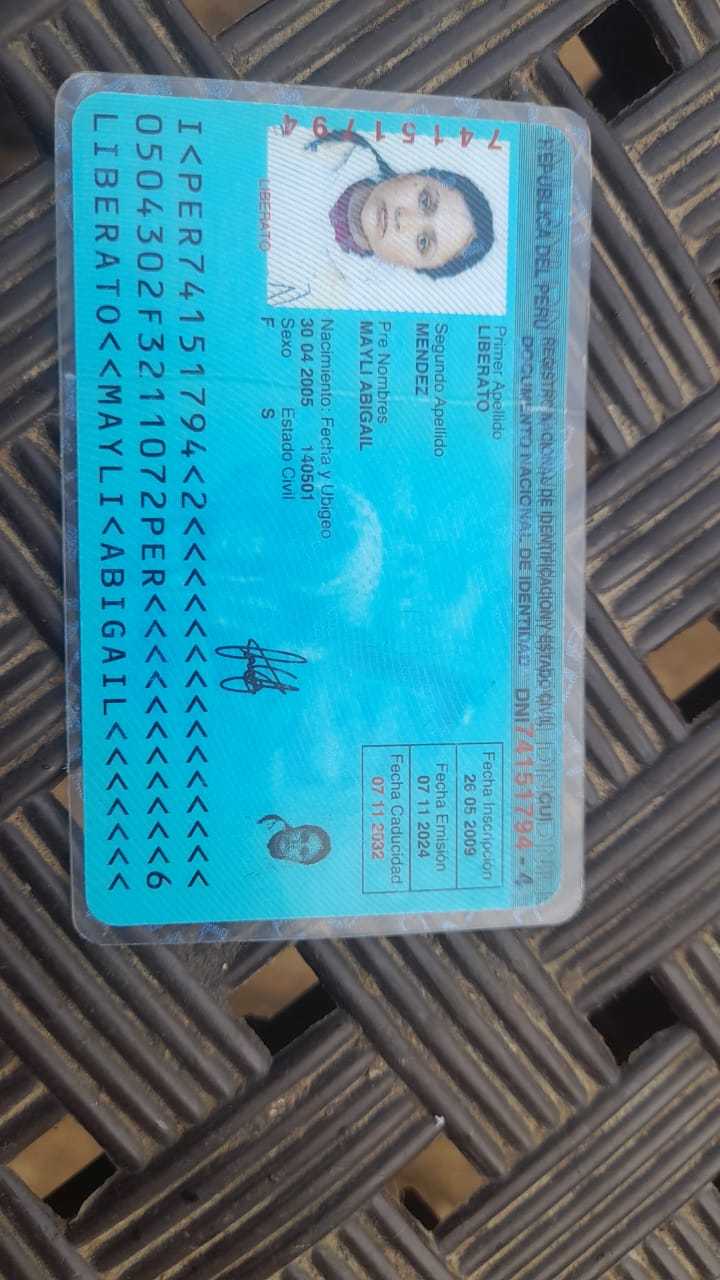 REPUBLICA DEL PERÚ REGISTRO NACIONAL DE IDENTIFICACION Y ESTADO CIVIL
DOCUMENTO NACIONAL DE IDENTIDAD DNI 74151794 - 4
CUI
74151794
Primer Apellido
LIBERATO
Segundo Apellido
MENDEZ
Pre Nombres
MAYLI ABIGAIL
Nacimiento: Fecha y Ubigeo
30 04 2005 140501
Sexo Estado Civil
F S
Fecha Inscripción
26 05 2009
Fecha Emisión
07 11 2024
Fecha Caducidad
07 11 2032
LIBERATO
I<PER74151794<2<<<<<<<<<<<<<<<
0504302F3211072PER<<<<<<<<<<<6
LIBERATO<<MAYLI<ABIGAIL<<<<<<<